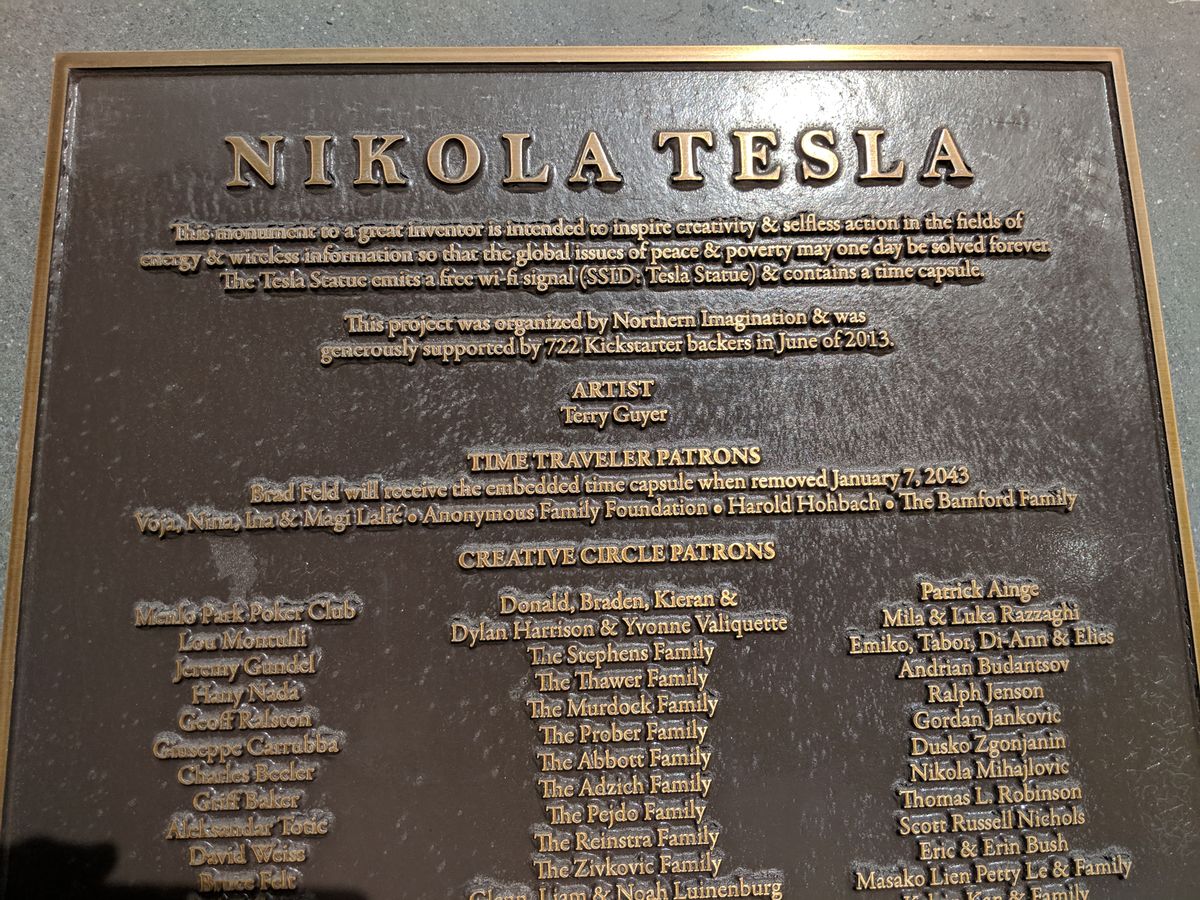 NIKOLA TESLA
This monument to a great inventor is intended to inspire creativity & selfless action in the fields of
energy & wireless information so that the global issues of peace & poverty may one day be solved forever.
The Tesla Statue emits a free wi-fi signal (SSID: Tesla Statue) & contains a time capsule.
This project was organized by Northern Imagination & was
generously supported by 722 Kickstarter backers in June of 2013.
ARTIST
Terry Guyer
TIME TRAVELER PATRONS
Brad Feld will receive the embedded time capsule when removed January 7, 2043
Voja, Nina, Ina & Magi Lalić • Anonymous Family Foundation • Harold Hohbach • The Bamford Family
CREATIVE CIRCLE PATRONS
Menlo Park Poker Club
Lou Montulli
Jeremy Gundel
Hany Nada
Geoff Ralston
Giuseppe Carrubba
Charles Beeler
Griff Baker
Aleksandar Totic
David Weiss
Bruce Felt
Donald, Braden, Kieran &
Dylan Harrison & Yvonne Valiquette
The Stephens Family
The Thawer Family
The Murdock Family
The Prober Family
The Abbott Family
The Adzich Family
The Pejdo Family
The Reinstra Family
The Zivkovic Family
Glenn, Liam & Noah Luinenburg
Patrick Ainge
Mila & Luka Razzaghi
Emiko, Tabor, Di-Ann & Elies
Andrian Budantsov
Ralph Jenson
Gordan Jankovic
Dusko Zgonjanin
Nikola Mihajlovic
Thomas L. Robinson
Scott Russell Nichols
Eric & Erin Bush
Masako Lien Petty Le & Family
Ken & Family